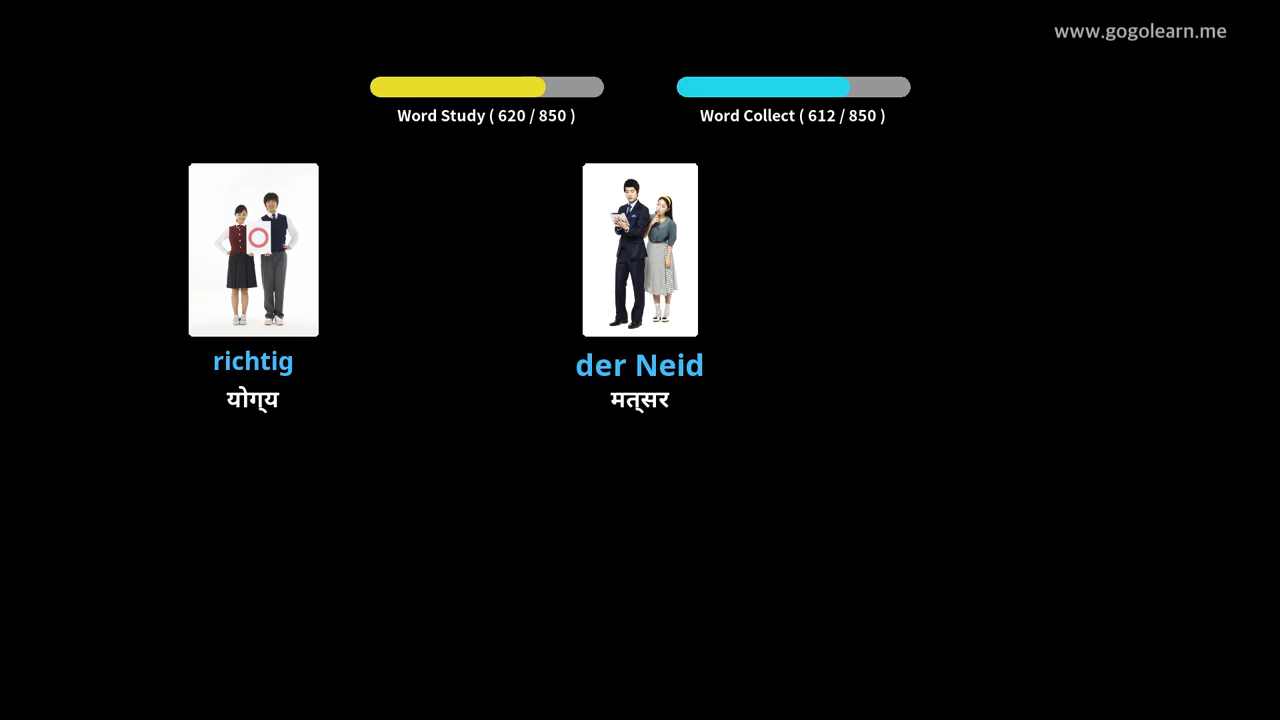 www.gogolearn.me
Word Study ( 620 / 850 )
Word Collect ( 612 / 850 )
richtig
योग्य
der Neid
मत्सर